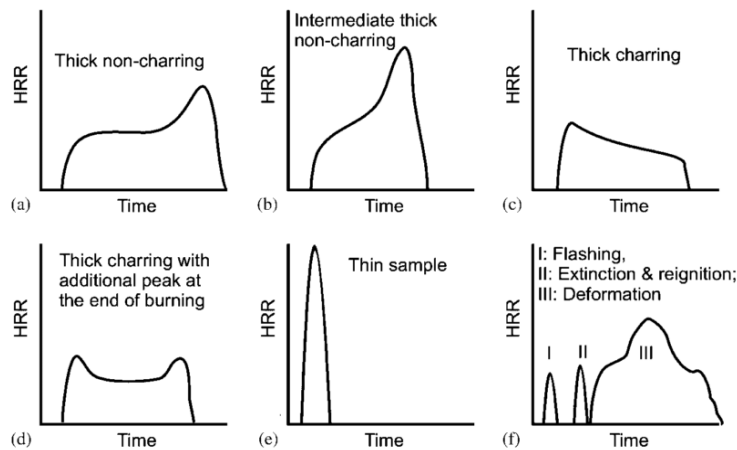 Thick non-charring
HRR
Time
(a)
Intermediate thick
non-charring
HRR
Time
(b)
Thick charring
HRR
Time
(c)
Thick charring with
additional peak at
the end of burning
HRR
Time
(d)
Thin sample
HRR
Time
(e)
I: Flashing,
II: Extinction & reignition;
III: Deformation
I II III
HRR
Time
(f)